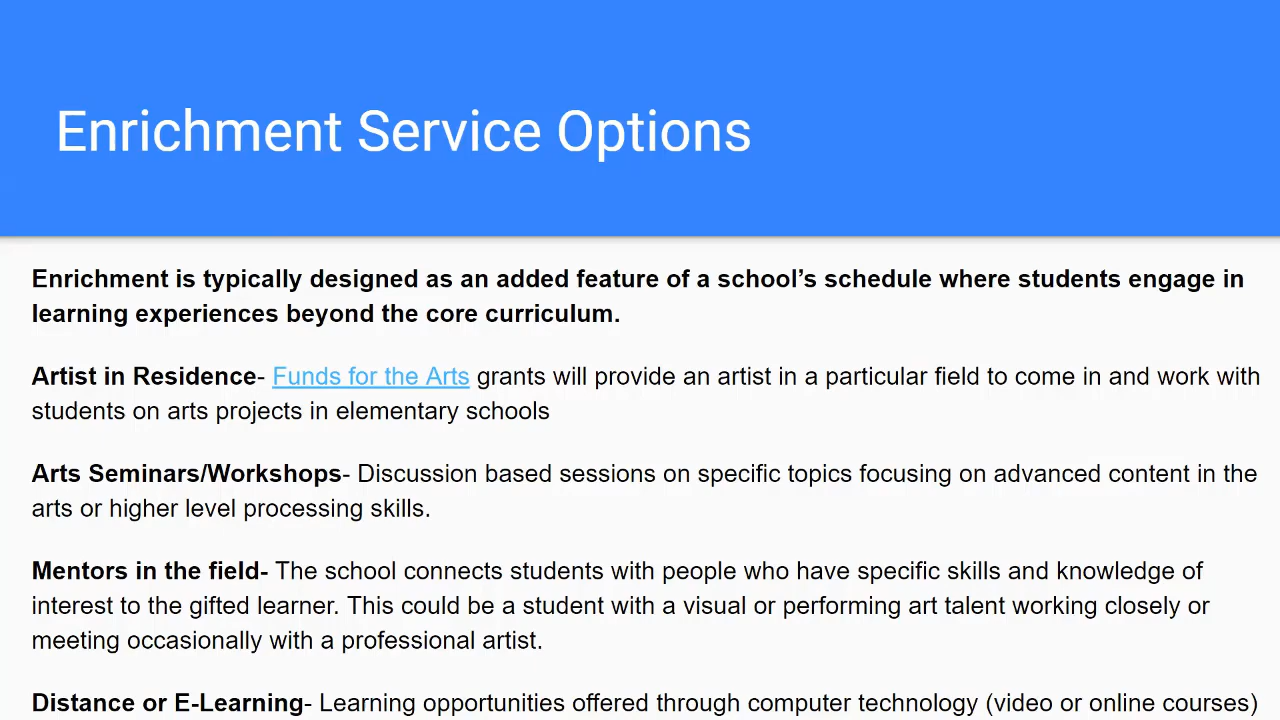 Enrichment Service Options
Enrichment is typically designed as an added feature of a school’s schedule where students engage in
learning experiences beyond the core curriculum.
Artist in Residence- Funds for the Arts grants will provide an artist in a particular field to come in and work with
students on arts projects in elementary schools
Arts Seminars/Workshops- Discussion based sessions on specific topics focusing on advanced content in the
arts or higher level processing skills.
Mentors in the field- The school connects students with people who have specific skills and knowledge of
interest to the gifted learner. This could be a student with a visual or performing art talent working closely or
meeting occasionally with a professional artist.
Distance or E-Learning- Learning opportunities offered through computer technology (video or online courses)